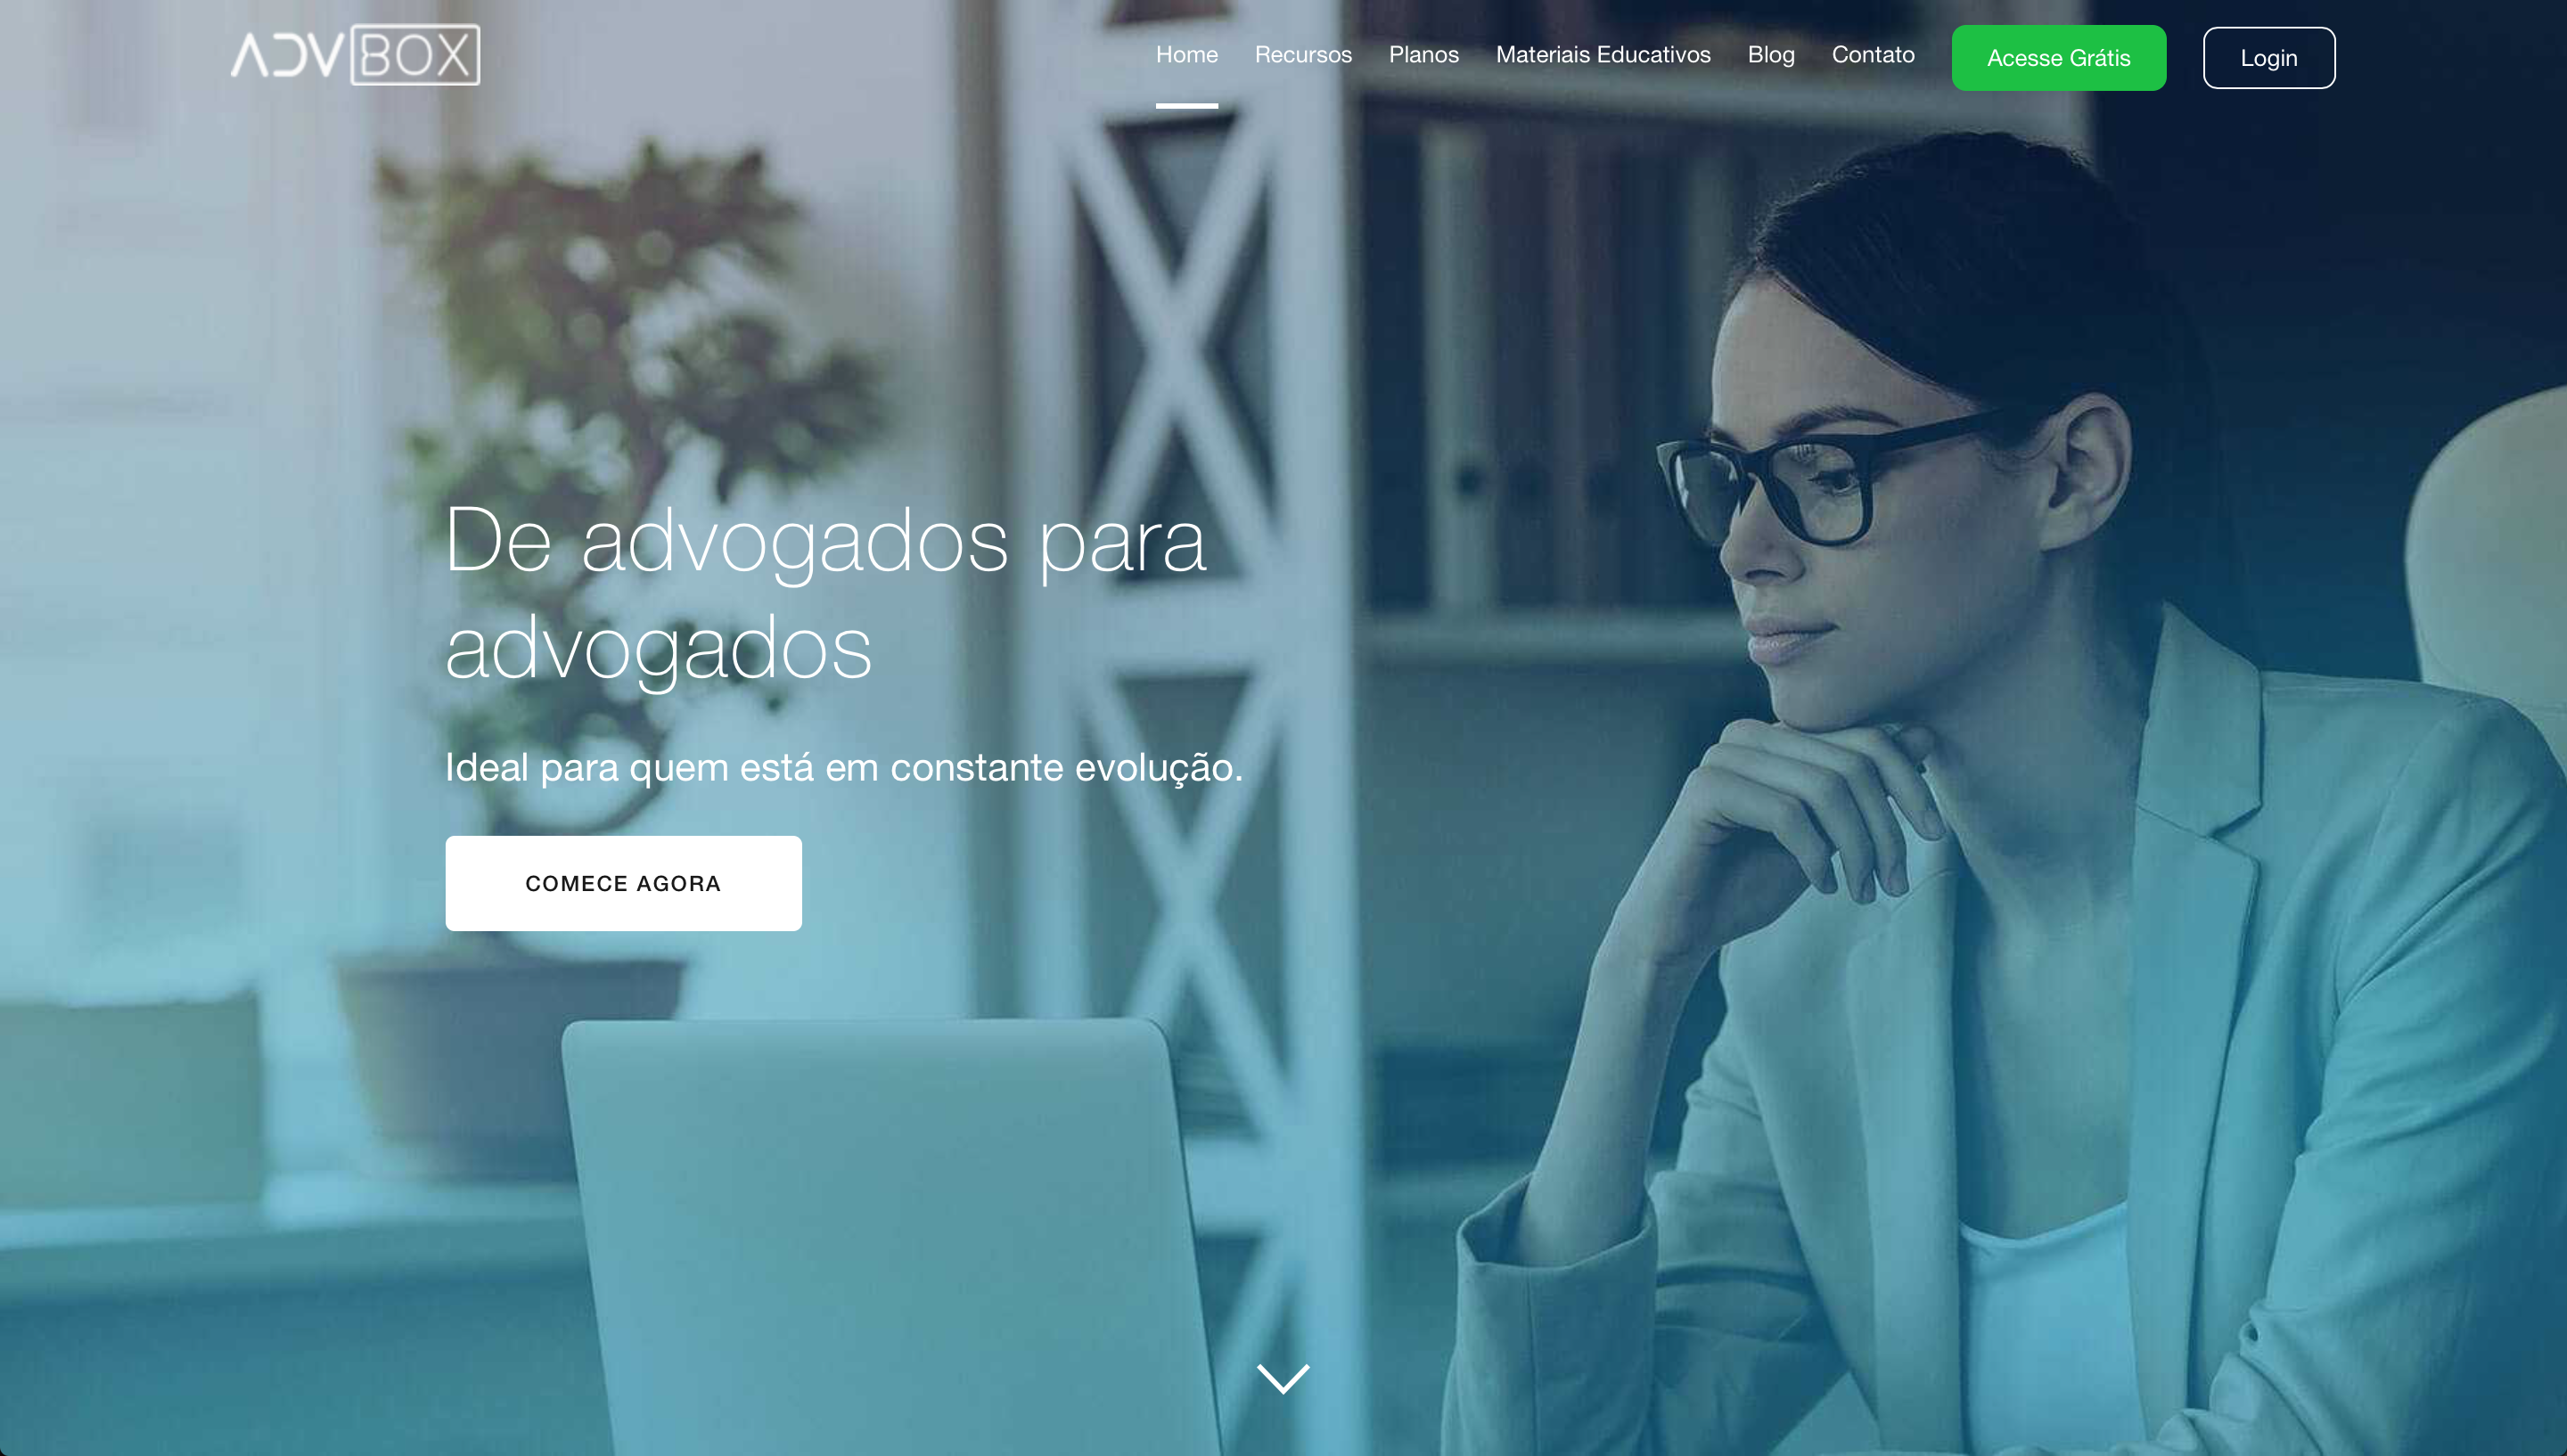 ADVBOX
Home Recursos Planos Materiais Educativos Blog Contato Acesse Grátis Login
De advogados para
advogados
Ideal para quem está em constante evolução.
COMECE AGORA